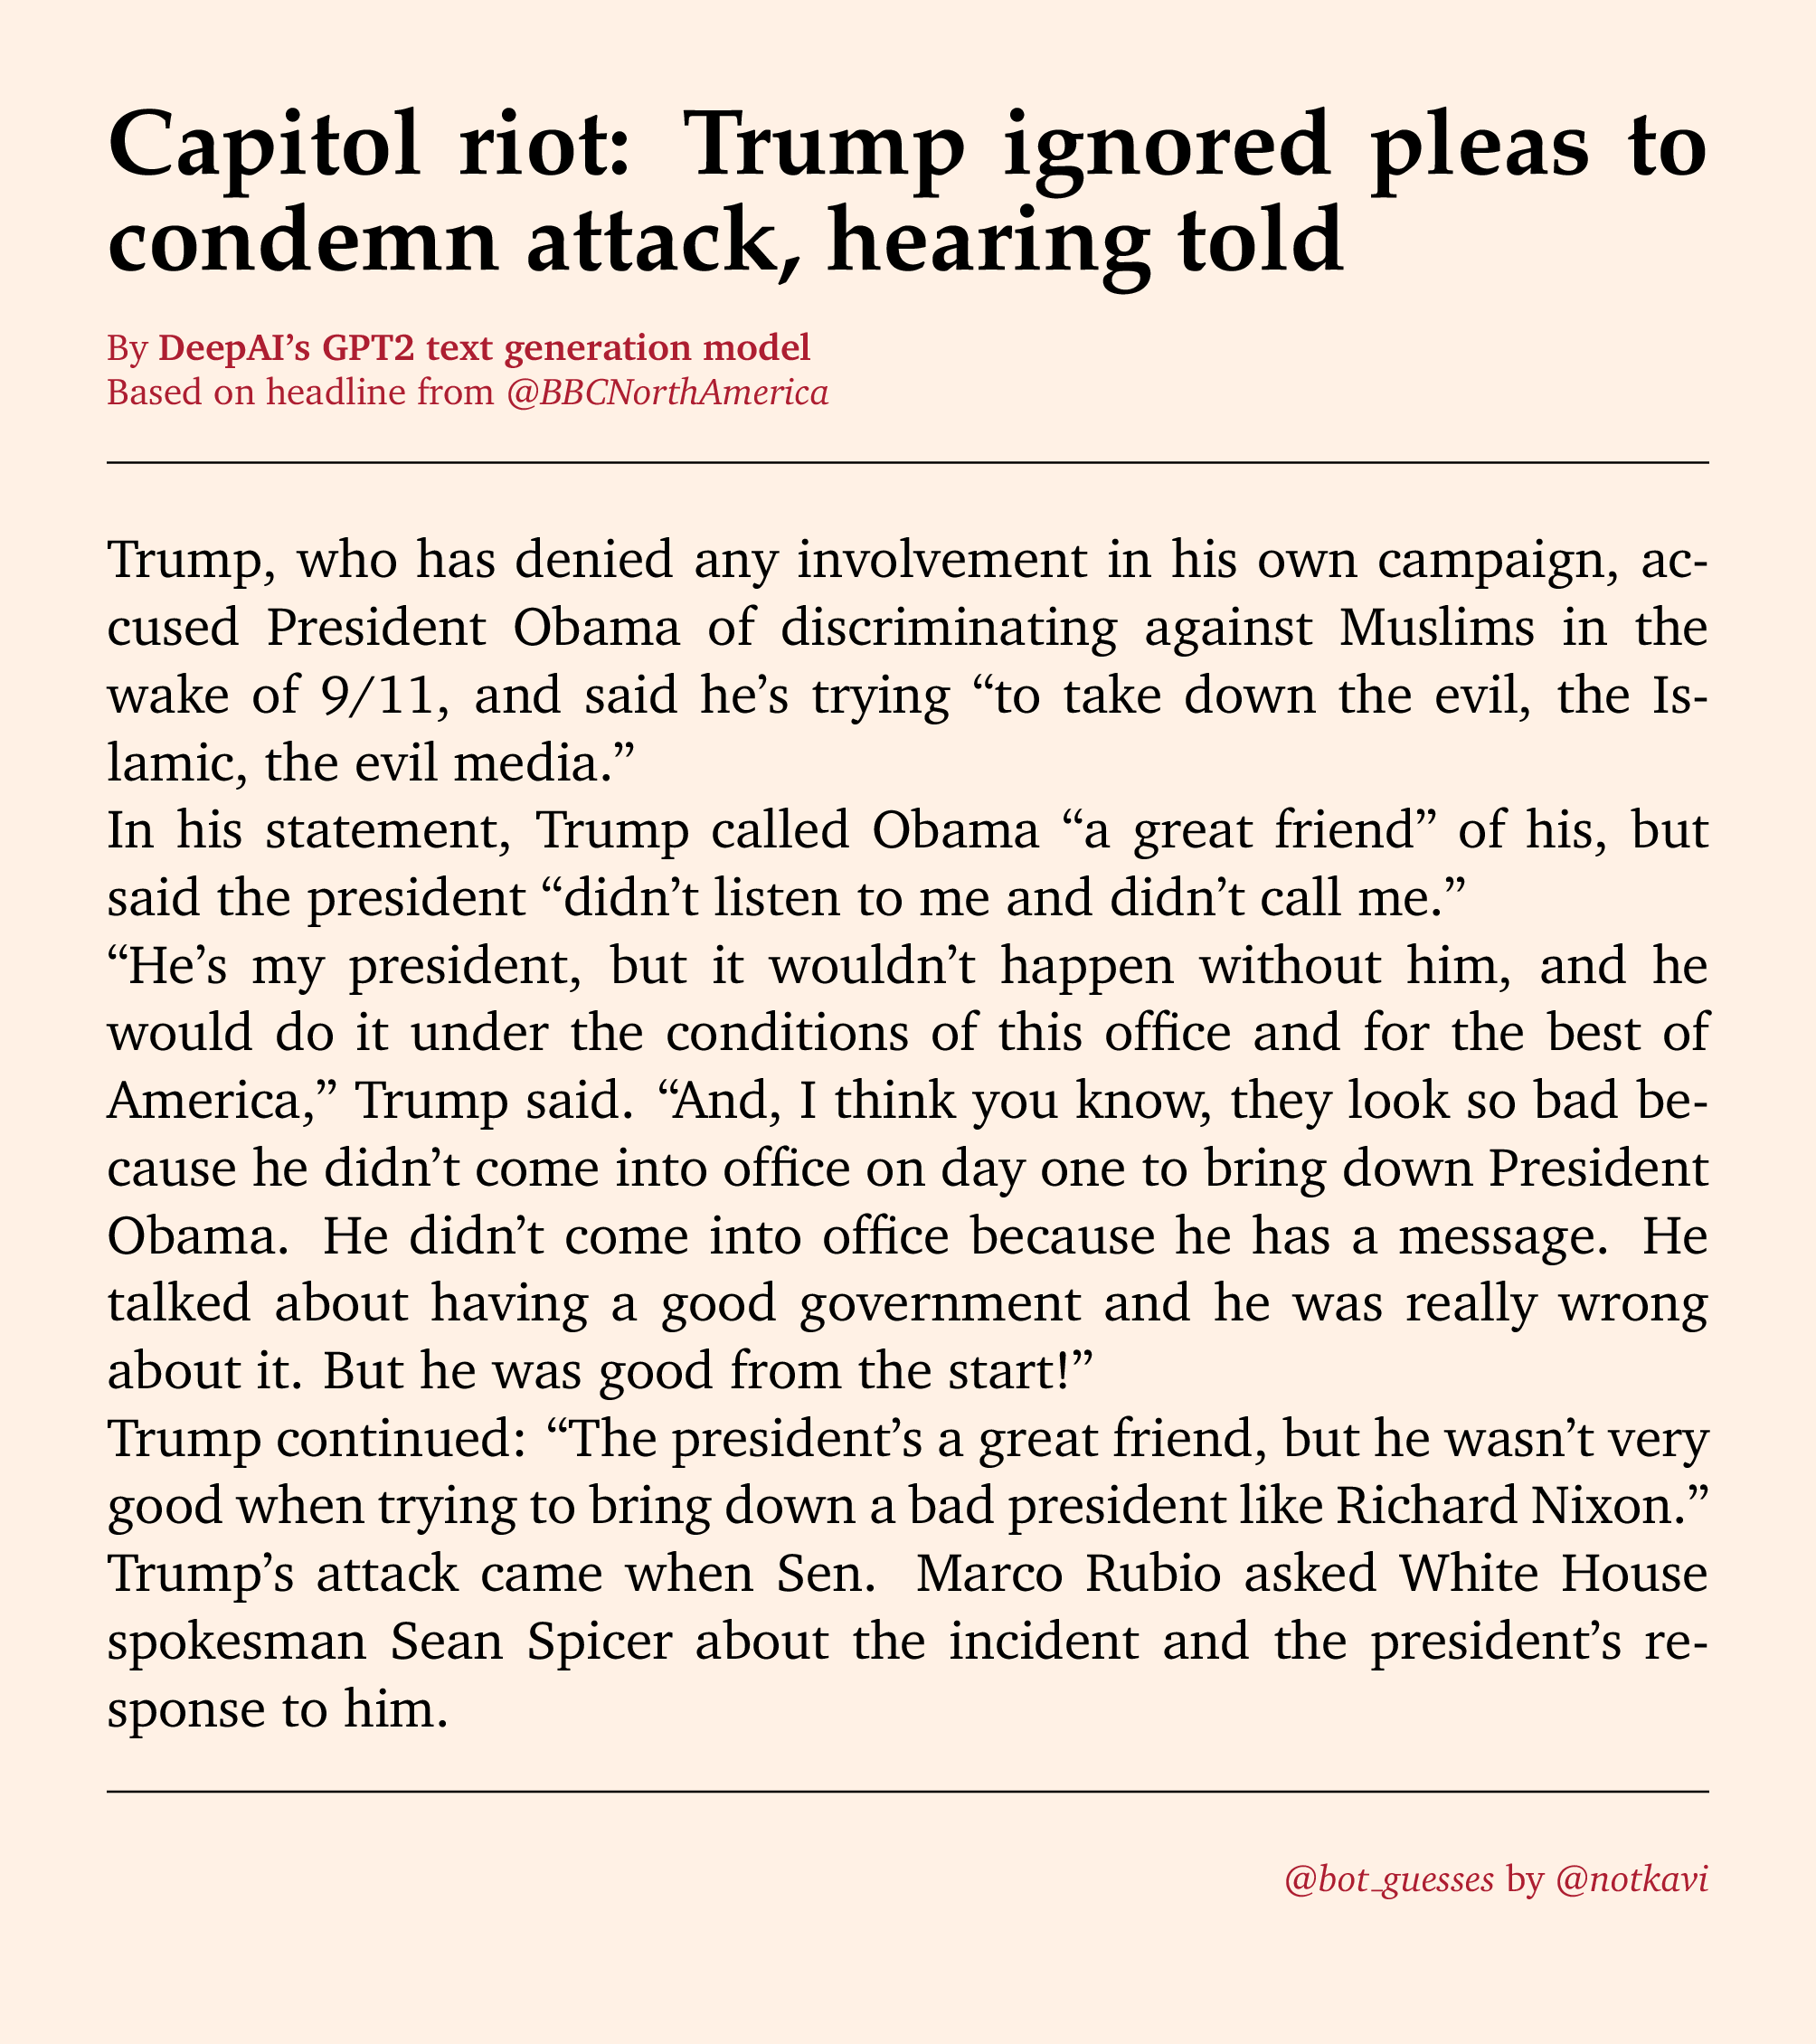 Capitol riot: Trump ignored pleas to
condemn attack, hearing told
By DeepAI’s GPT2 text generation model
Based on headline from @BBCNorthAmerica
Trump, who has denied any involvement in his own campaign, ac-
cused President Obama of discriminating against Muslims in the
wake of 9/11, and said he’s trying “to take down the evil, the Is-
lamic, the evil media.”
In his statement, Trump called Obama “a great friend” of his, but
said the president “didn’t listen to me and didn’t call me.”
“He’s my president, but it wouldn’t happen without him, and he
would do it under the conditions of this office and for the best of
America,” Trump said. “And, I think you know, they look so bad be-
cause he didn’t come into office on day one to bring down President
Obama. He didn’t come into office because he has a message. He
talked about having a good government and he was really wrong
about it. But he was good from the start!”
Trump continued: “The president’s a great friend, but he wasn’t very
good when trying to bring down a bad president like Richard Nixon.”
Trump’s attack came when Sen. Marco Rubio asked White House
spokesman Sean Spicer about the incident and the president’s re-
sponse to him.
@bot_guesses by @notkavi